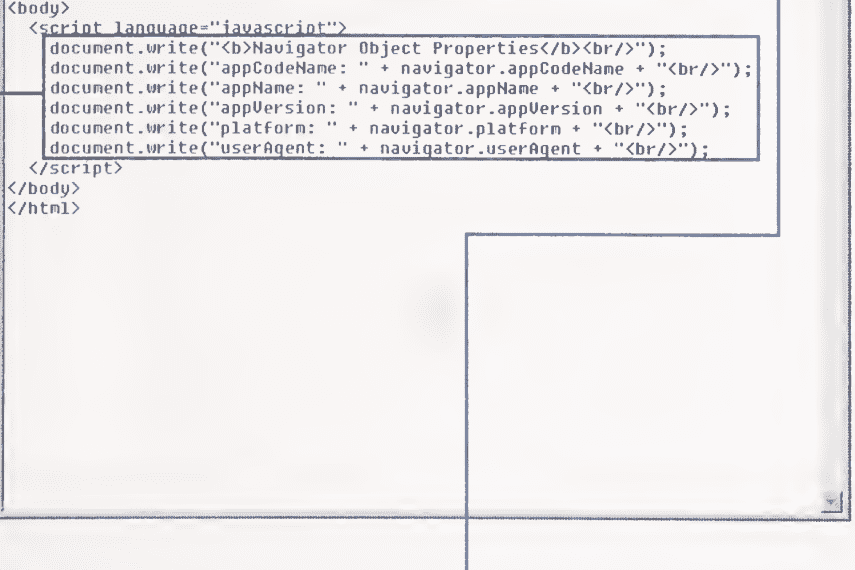 <body>
<script language="javascript">
document.write("<b>Navigator Object Properties</b><br/>");
document.write("appCodeName: " + navigator.appCodeName + "<br/>");
document.write("appName: " + navigator.appName + "<br/>");
document.write("appVersion: " + navigator.appVersion + "<br/>");
document.write("platform: " + navigator.platform + "<br/>");
document.write("userAgent: " + navigator.userAgent + "<br/>");
</script>
</body>
</html>